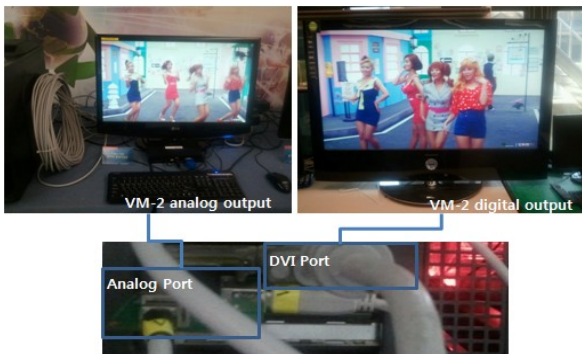 VM-2 analog output
VM-2 digital output
Analog Port
DVI Port